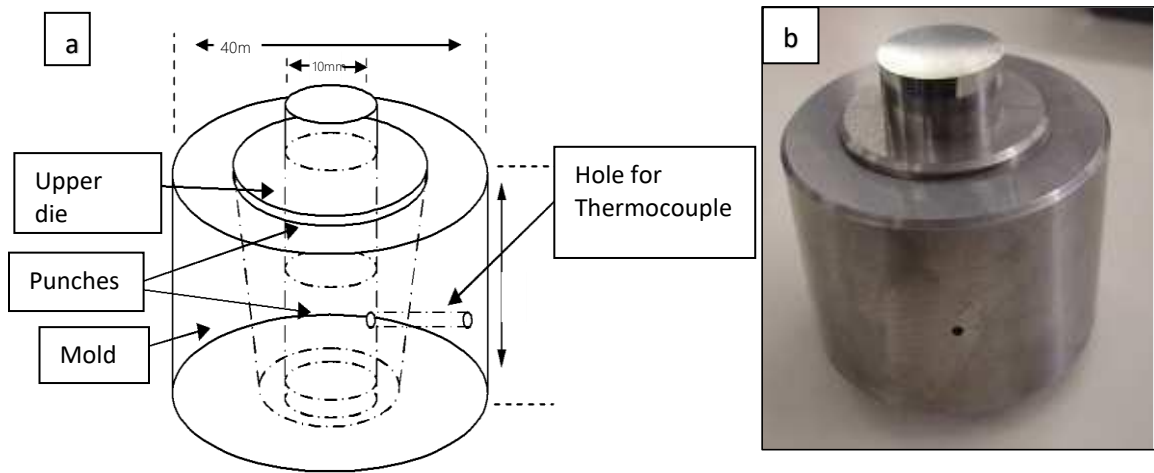 a
40m
10mm
Upper
die
Punches
Mold
Hole for
Thermocouple
b